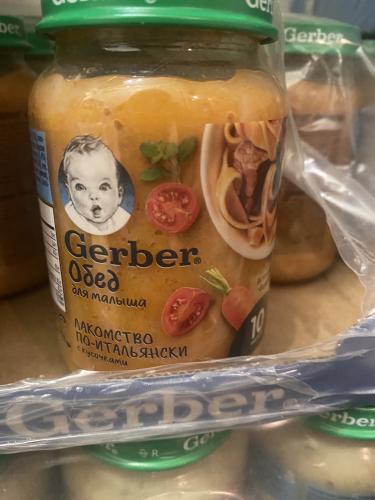 Gerber
Gerber®
Обед
для малыша
ЛАКОМСТВО
ПО-ИТАЛЬЯНСКИ
с кусочками
10
Gerber
Gerber